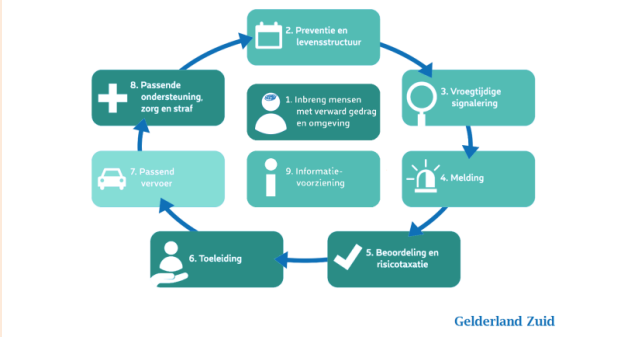 2. Preventie en
levensstructuur
8. Passende
ondersteuning,
zorg en straf
1. Inbreng mensen
met verward gedrag
en omgeving
3. Vroegtijdige
signalering
7. Passend
vervoer
9. Informatie-
voorziening
4. Melding
6. Toeleiding
5. Beoordeling en
risicotaxatie
Gelderland Zuid